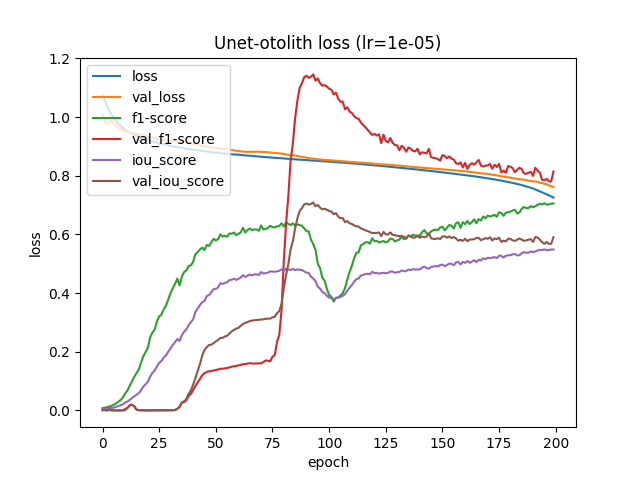 Unet-otolith loss (lr=1e-05)
loss
val_loss
f1-score
val_f1-score
iou_score
val_iou_score
1.2
1.0
0.8
0.6
0.4
0.2
0.0
loss
0 25 50 75 100 125 150 175 200
epoch